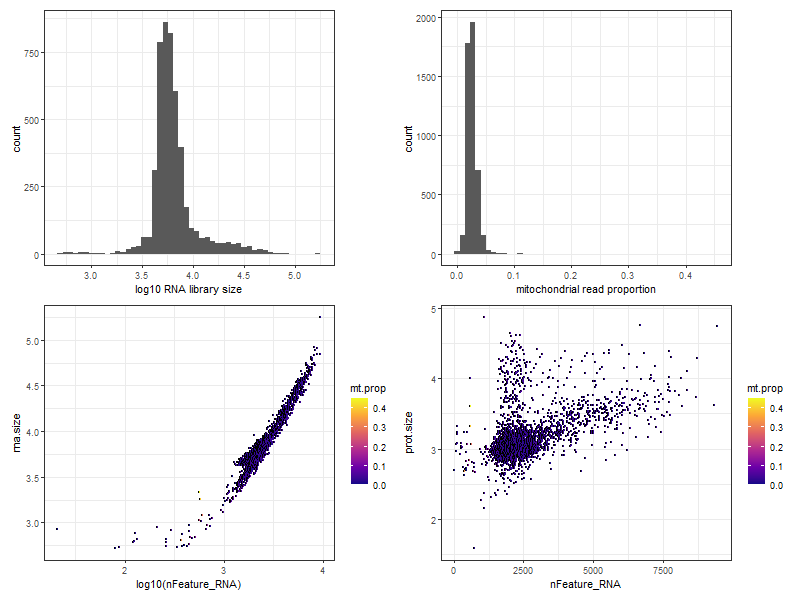 750
500
250
0
count
3.0 3.5 4.0 4.5 5.0
log10 RNA library size
2000
1500
1000
500
0
count
0.0 0.1 0.2 0.3 0.4
mitochondrial read proportion
5.0
4.5
4.0
3.5
3.0
rna.size
2 3 4
log10(nFeature_RNA)
mt.prop
0.4
0.3
0.2
0.1
0.0
5
4
3
2
prot.size
0 2500 5000 7500
nFeature_RNA
mt.prop
0.4
0.3
0.2
0.1
0.0